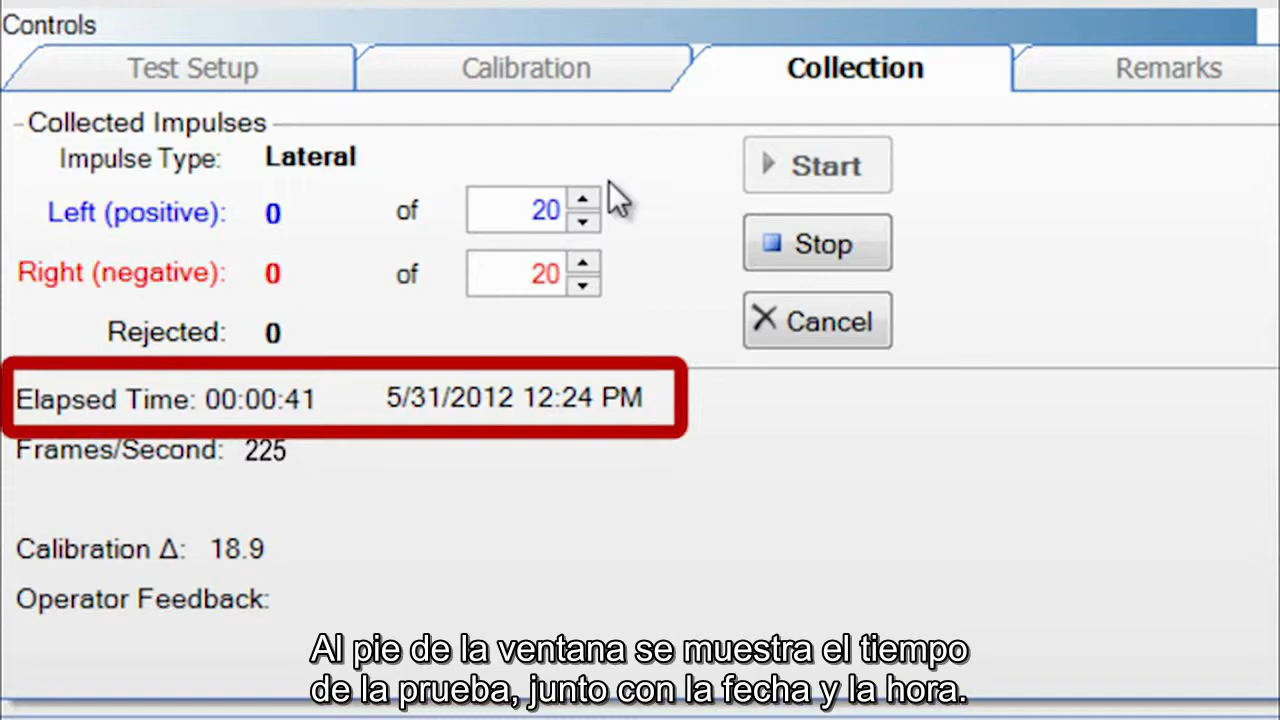 Controls
Test Setup
Calibration
Collection
Remarks
Collected Impulses
Impulse Type: Lateral
Left (positive): 0 of 20
Right (negative): 0 of 20
Rejected: 0
Start
Stop
Cancel
Elapsed Time: 00:00:41 5/31/2012 12:24 PM
Frames/Second: 225
Calibration Δ: 18.9
Operator Feedback:
Al pie de la ventana se muestra el tiempo
de la prueba, junto con la fecha y la hora.